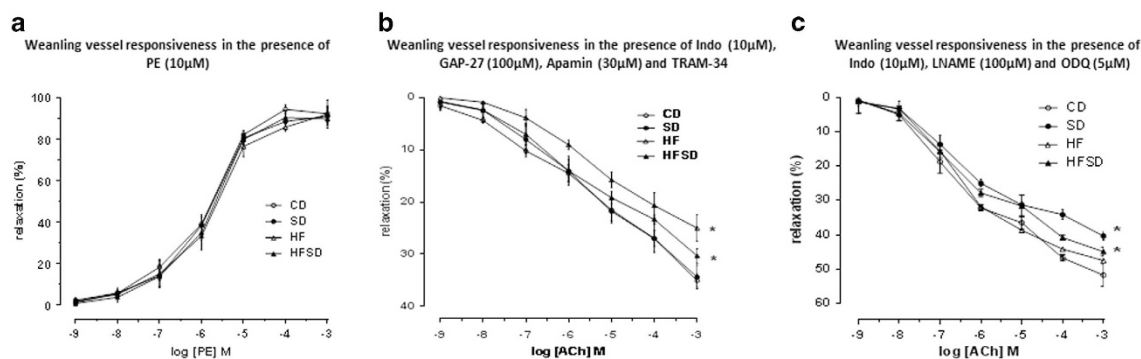 a
Weanling vessel responsiveness in the presence of
PE (10μM)
100
80
60
40
20
0
relaxation (%)
CD
SD
HF
HFSD
-9 -8 -7 -6 -5 -4 -3
log [PE] M
b
Weanling vessel responsiveness in the presence of Indo (10μM),
GAP-27 (100μM), Apamin (30μM) and TRAM-34
0
10
20
30
40
relaxation (%)
CD
SD
HF
HFSD
*
*
-9 -8 -7 -6 -5 -4 -3
log [ACh] M
c
Weanling vessel responsiveness in the presence of
Indo (10μM), LNAME (100μM) and ODQ (5μM)
0
10
20
30
40
50
60
relaxation (%)
CD
SD
HF
HFSD
*
*
-9 -8 -7 -6 -5 -4 -3
log [ACh] M